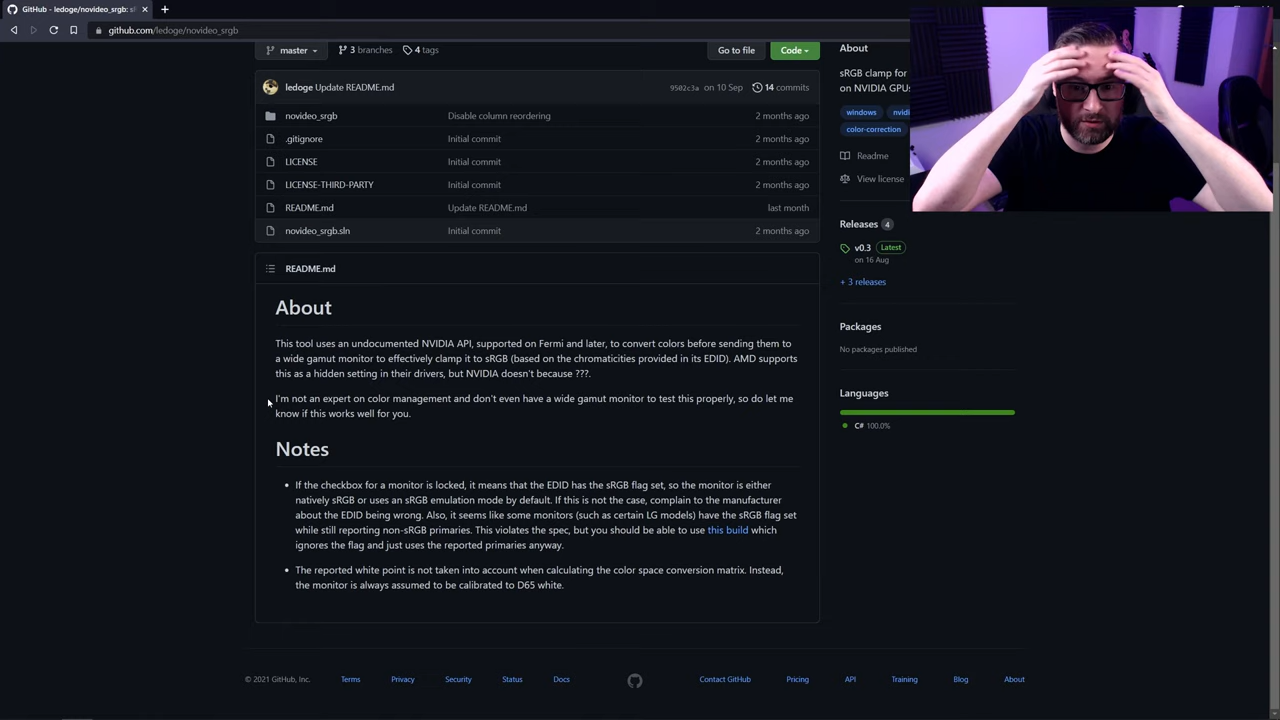 GitHub - ledoge/novideo_srgb: sl
github.com/ledoge/novideo_srgb
master
3 branches
4 tags
Go to file
Code
ledoge Update README.md
9502c3a on 10 Sep
14 commits
novideo_srgb
Disable column reordering
2 months ago
.gitignore
Initial commit
2 months ago
LICENSE
Initial commit
2 months ago
LICENSE-THIRD-PARTY
Initial commit
2 months ago
README.md
Update README.md
last month
novideo_srgb.sln
Initial commit
2 months ago
README.md
About
This tool uses an undocumented NVIDIA API, supported on Fermi and later, to convert colors before sending them to
a wide gamut monitor to effectively clamp it to sRGB (based on the chromaticities provided in its EDID). AMD supports
this as a hidden setting in their drivers, but NVIDIA doesn't because ???.
I'm not an expert on color management and don't even have a wide gamut monitor to test this properly, so do let me
know if this works well for you.
Notes
If the checkbox for a monitor is locked, it means that the EDID has the sRGB flag set, so the monitor is either
natively sRGB or uses an sRGB emulation mode by default. If this is not the case, complain to the manufacturer
about the EDID being wrong. Also, it seems like some monitors (such as certain LG models) have the sRGB flag set
while still reporting non-sRGB primaries. This violates the spec, but you should be able to use this build which
ignores the flag and just uses the reported primaries anyway.
The reported white point is not taken into account when calculating the color space conversion matrix. Instead,
the monitor is always assumed to be calibrated to D65 white.
About
sRGB clamp for
on NVIDIA GPUs
windows
nvidi
color-correction
Readme
View license
Releases 4
v0.3 Latest
on 16 Aug
+ 3 releases
Packages
No packages published
Languages
C# 100.0%
© 2021 GitHub, Inc.
Terms
Privacy
Security
Status
Docs
Contact GitHub
Pricing
API
Training
Blog
About